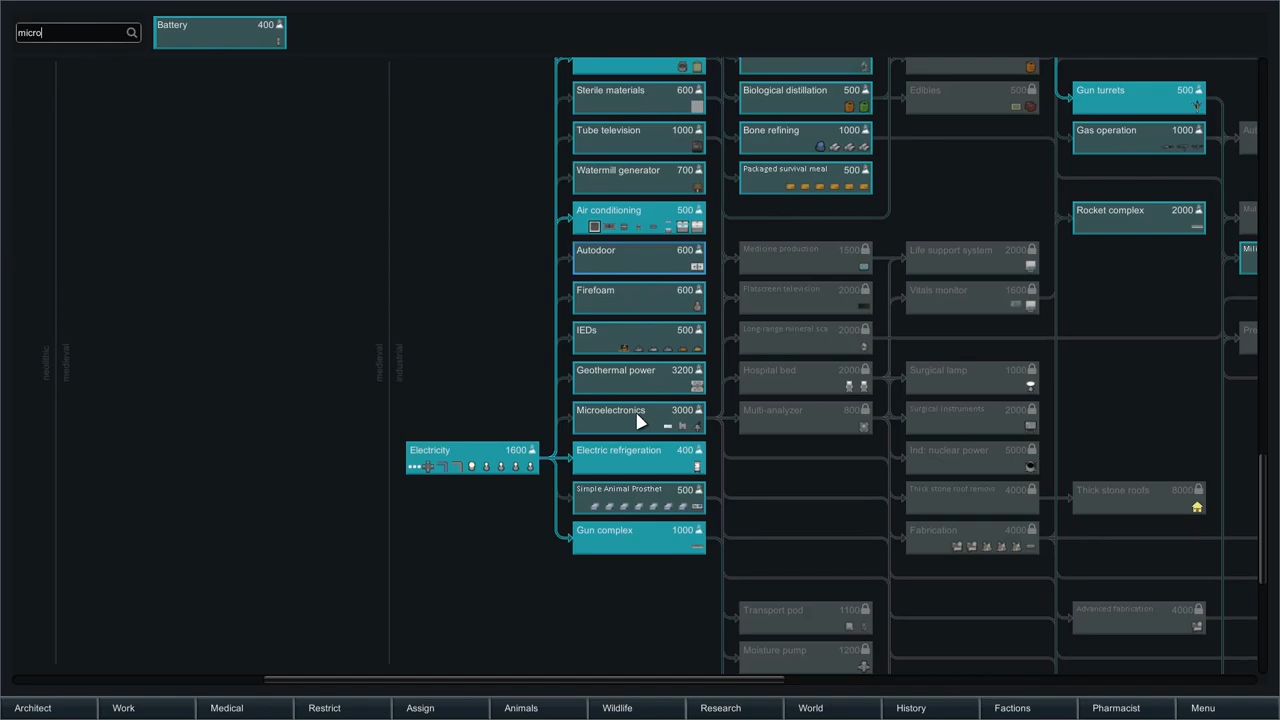 micro
Battery 400
Gun turrets 500
Sterile materials 600
Biological distillation 500
Edibles 500
Tube television 1000
Bone refining 1000
Gas operation 1000
Watermill generator 700
Packaged survival meal 500
Air conditioning 500
Rocket complex 2000
Autodoor 600
Medicine production 1500
Life support system 2000
Firefoam 600
Flatscreen television 2000
Vitals monitor 1600
IEDs 500
Long-range mineral sca 2000
Geothermal power 3200
Hospital bed 2000
Surgical lamp 1000
Microelectronics 3000
Multi-analyzer 800
Surgical instruments 2000
Electricity 1600
Electric refrigeration 400
Ind: nuclear power 5000
Simple Animal Prosthet 500
Thick stone roof remova 4000
Thick stone roofs 8000
Gun complex 1000
Fabrication 4000
Transport pod 1100
Advanced fabrication 4000
Moisture pump 1200
neolithic
medieval
medieval
industrial
Architect Work Medical Restrict Assign Animals Wildlife Research World History Factions Pharmacist Menu